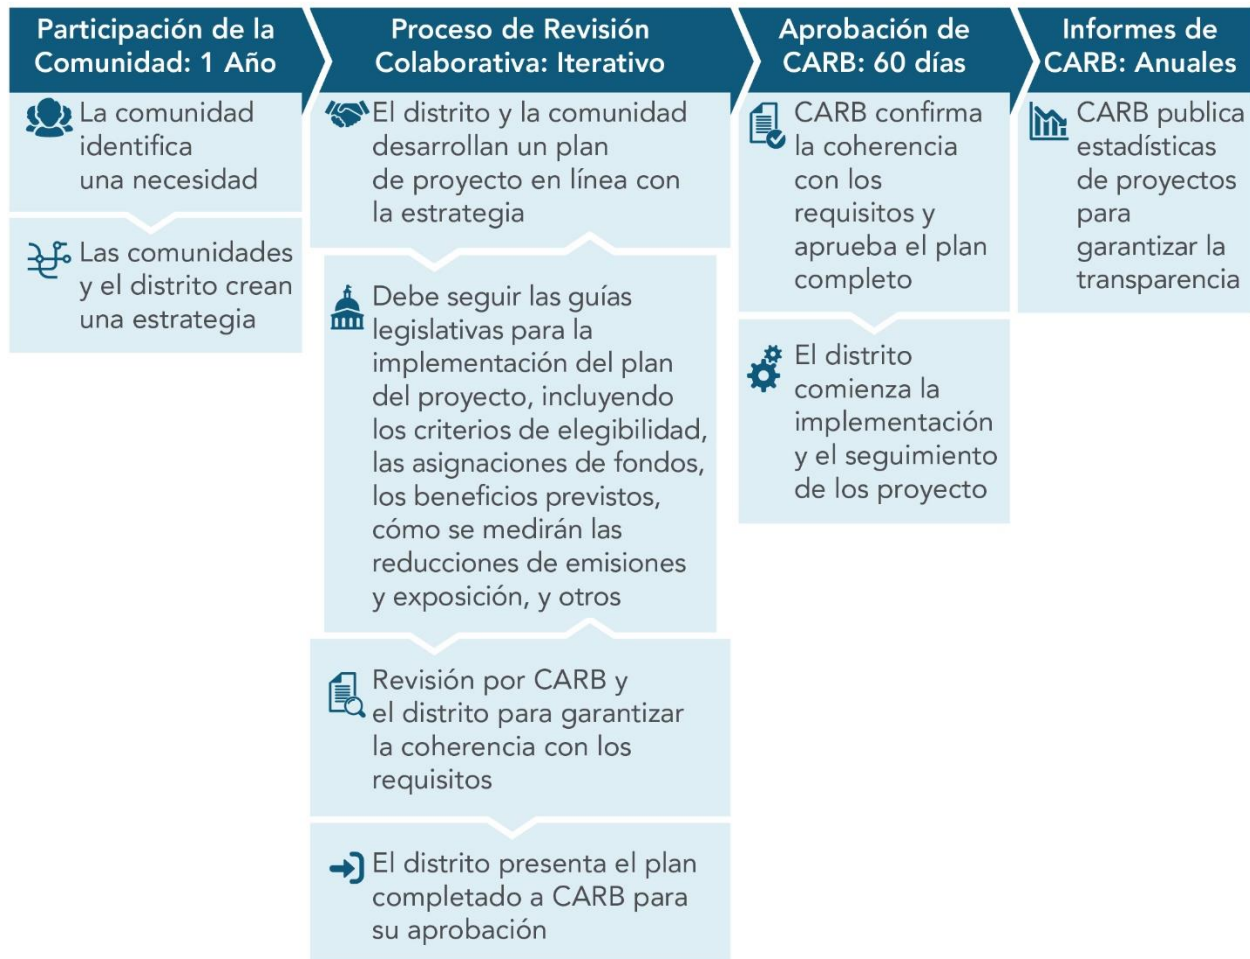 Participación de la
Comunidad: 1 Año
La comunidad
identifica
una necesidad
Las comunidades
y el distrito crean
una estrategia
Proceso de Revisión
Colaborativa: Iterativo
El distrito y la comunidad
desarrollan un plan
de proyecto en línea con
la estrategia
Debe seguir las guías
legislativas para la
implementación del plan
del proyecto, incluyendo
los criterios de elegibilidad,
las asignaciones de fondos,
los beneficios previstos,
cómo se medirán las
reducciones de emisiones
y exposición, y otros
Revisión por CARB y
el distrito para garantizar
la coherencia con los
requisitos
El distrito presenta el plan
completado a CARB para
su aprobación
Aprobación de
CARB: 60 días
CARB confirma
la coherencia
con los
requisitos y
aprueba el plan
completo
El distrito
comienza la
implementación
y el seguimiento
de los proyecto
Informes de
CARB: Anuales
CARB publica
estadísticas
de proyectos
para
garantizar la
transparencia